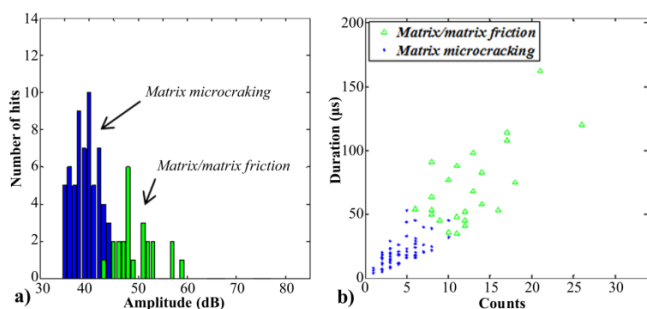 14
12
10
8
6
4
2
0
30
40
50
60
70
80
Number of hits
Matrix microcraking
Matrix/matrix friction
a)
Amplitude (dB)
200
150
100
50
0
0
5
10
15
20
25
30
35
Duration (µs)
Matrix/matrix friction
Matrix microcracking
b)
Counts